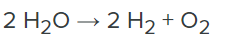 2 H₂O → 2 H₂ + O₂